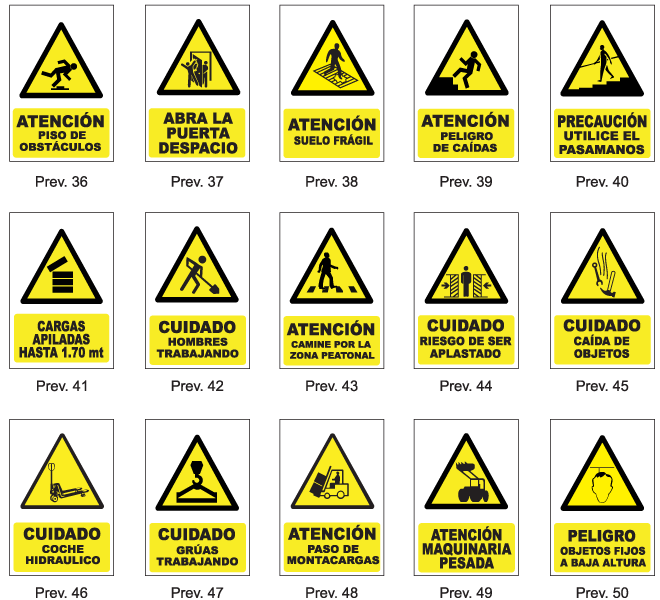 ATENCIÓN
PISO DE
OBSTÁCULOS
Prev. 36
ABRA LA
PUERTA
DESPACIO
Prev. 37
ATENCIÓN
SUELO FRÁGIL
Prev. 38
ATENCIÓN
PELIGRO
DE CAÍDAS
Prev. 39
PRECAUCIÓN
UTILICE EL
PASAMANOS
Prev. 40
CARGAS
APILADAS
HASTA 1.70 mt
Prev. 41
CUIDADO
HOMBRES
TRABAJANDO
Prev. 42
ATENCIÓN
CAMINE POR LA
ZONA PEATONAL
Prev. 43
CUIDADO
RIESGO DE SER
APLASTADO
Prev. 44
CUIDADO
CAÍDA DE
OBJETOS
Prev. 45
CUIDADO
COCHE
HIDRAULICO
Prev. 46
CUIDADO
GRÚAS
TRABAJANDO
Prev. 47
ATENCIÓN
PASO DE
MONTACARGAS
Prev. 48
ATENCIÓN
MAQUINARIA
PESADA
Prev. 49
PELIGRO
OBJETOS FIJOS
A BAJA ALTURA
Prev. 50